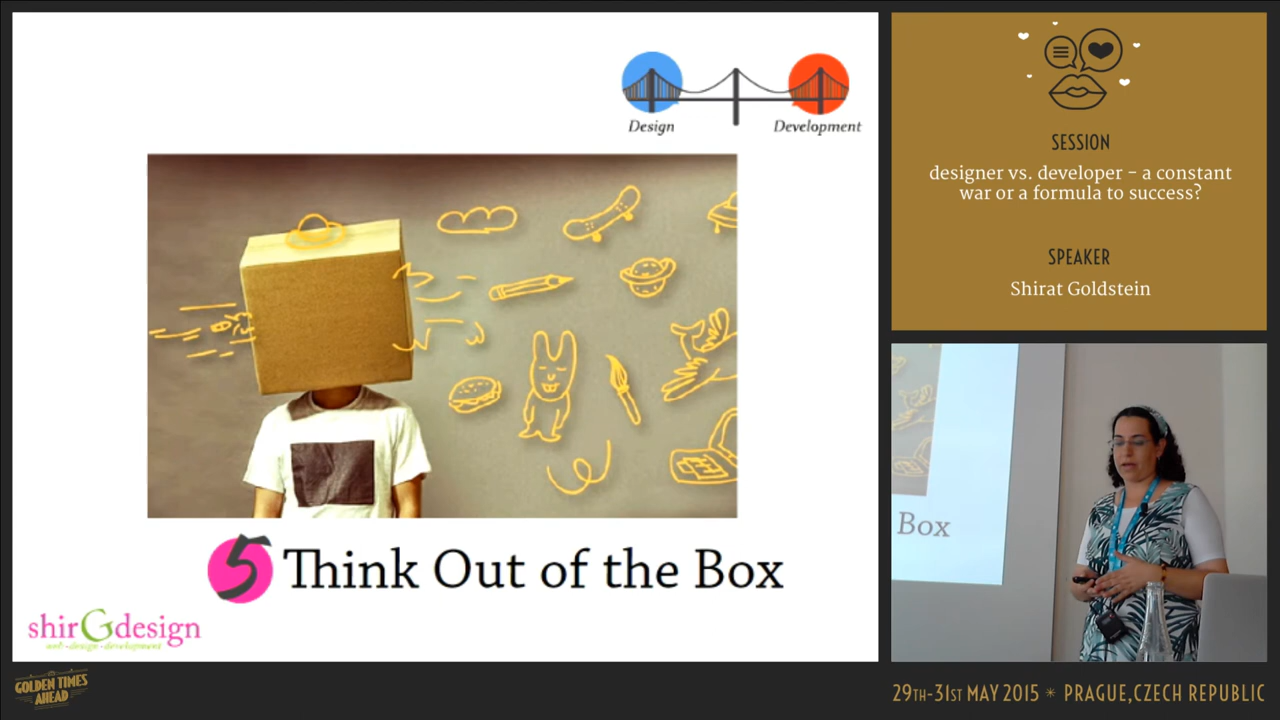 Design
Development
5 Think Out of the Box
shirGdesign
web - design - development
SESSION
designer vs. developer - a constant
war or a formula to success?
SPEAKER
Shirat Goldstein
Box
GOLDEN TIMES
AHEAD
29TH-31ST MAY 2015 * PRAGUE,CZECH REPUBLIC